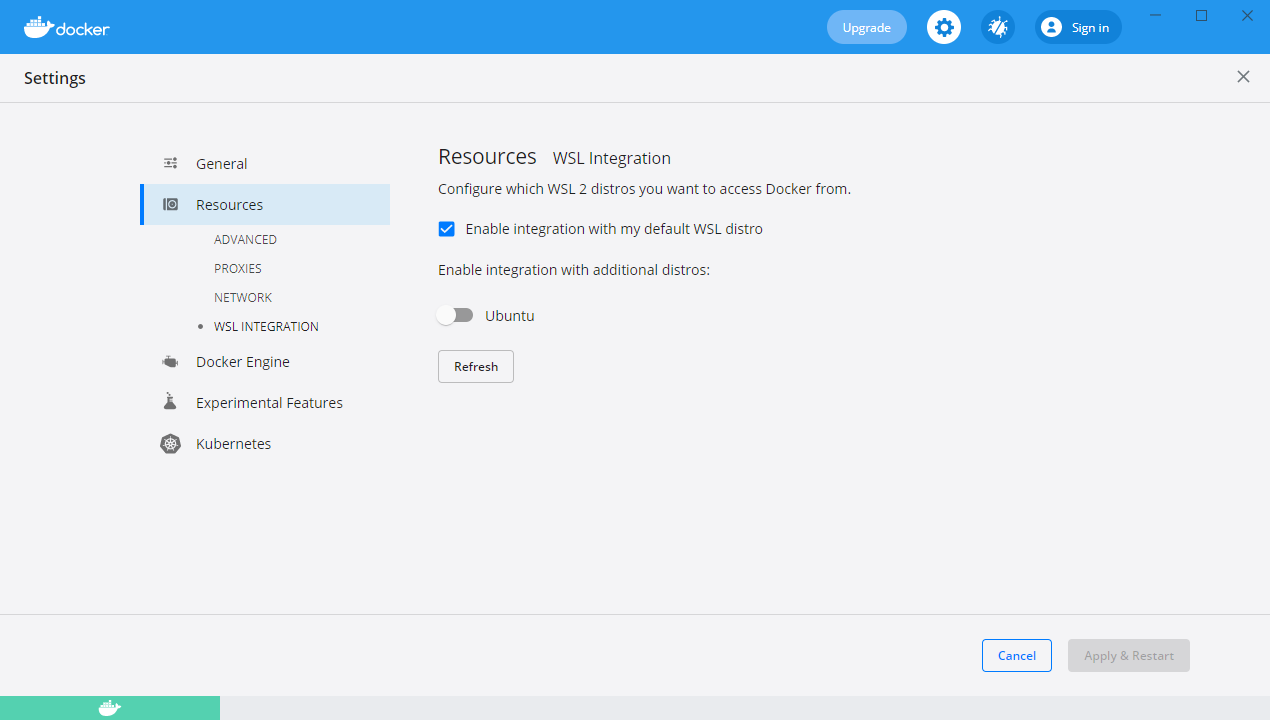 docker
Upgrade
Sign in
Settings
General
Resources
ADVANCED
PROXIES
NETWORK
WSL INTEGRATION
Docker Engine
Experimental Features
Kubernetes
Resources WSL Integration
Configure which WSL 2 distros you want to access Docker from.
Enable integration with my default WSL distro
Enable integration with additional distros:
Ubuntu
Refresh
Cancel
Apply & Restart